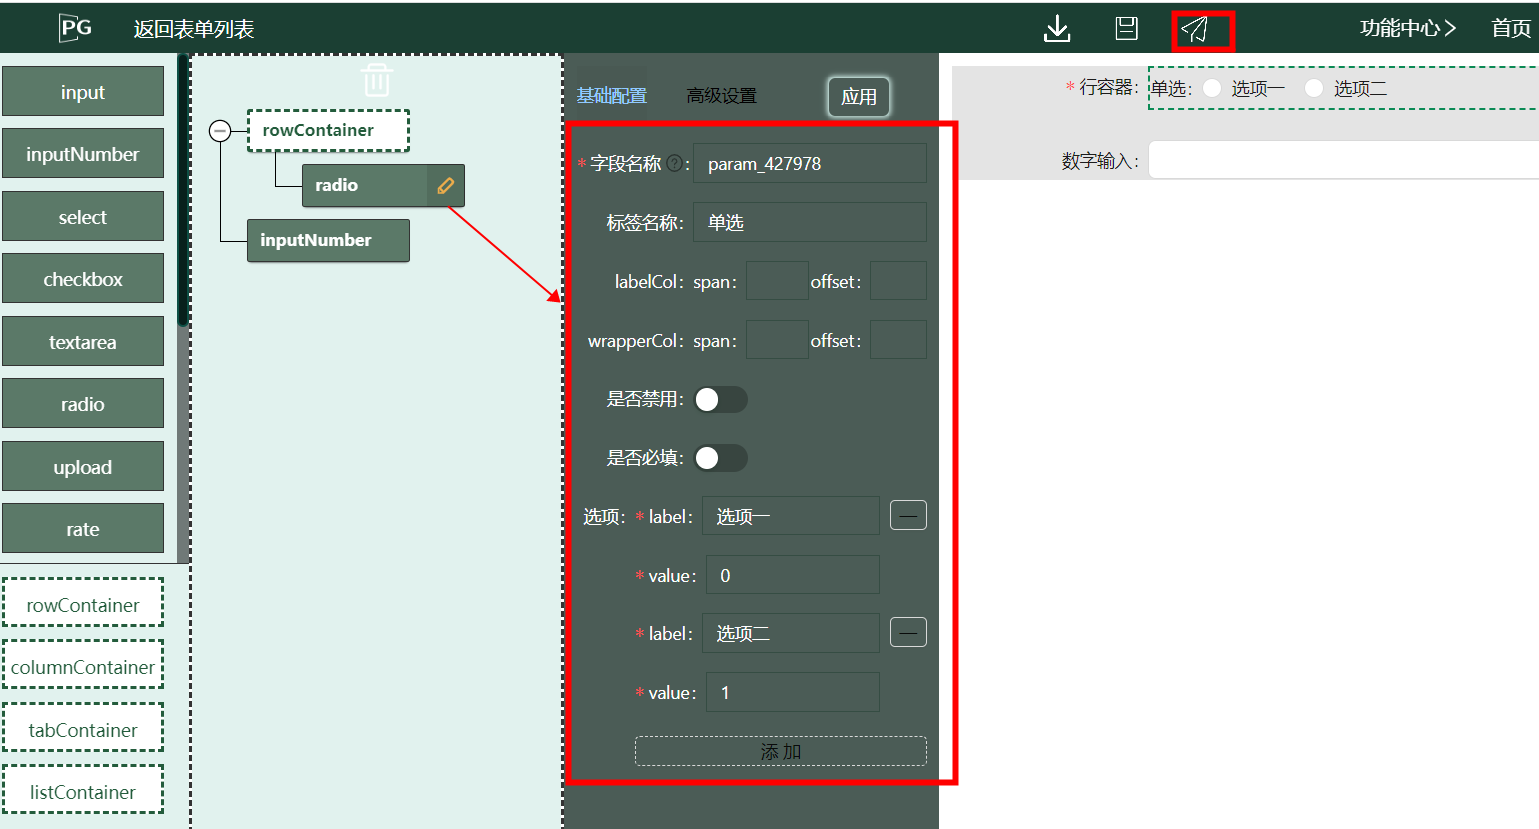 PG 返回表单列表 功能中心 首页
input
inputNumber
select
checkbox
textarea
radio
upload
rate
rowContainer
columnContainer
tabContainer
listContainer
rowContainer
radio
inputNumber
基础配置 高级设置 应用
* 字段名称 ? : param_427978
标签名称: 单选
labelCol: span: offset:
wrapperCol: span: offset:
是否禁用:
是否必填:
选项: * label: 选项一
* value: 0
* label: 选项二
* value: 1
添 加
* 行容器: 单选: 选项一 选项二
数字输入: